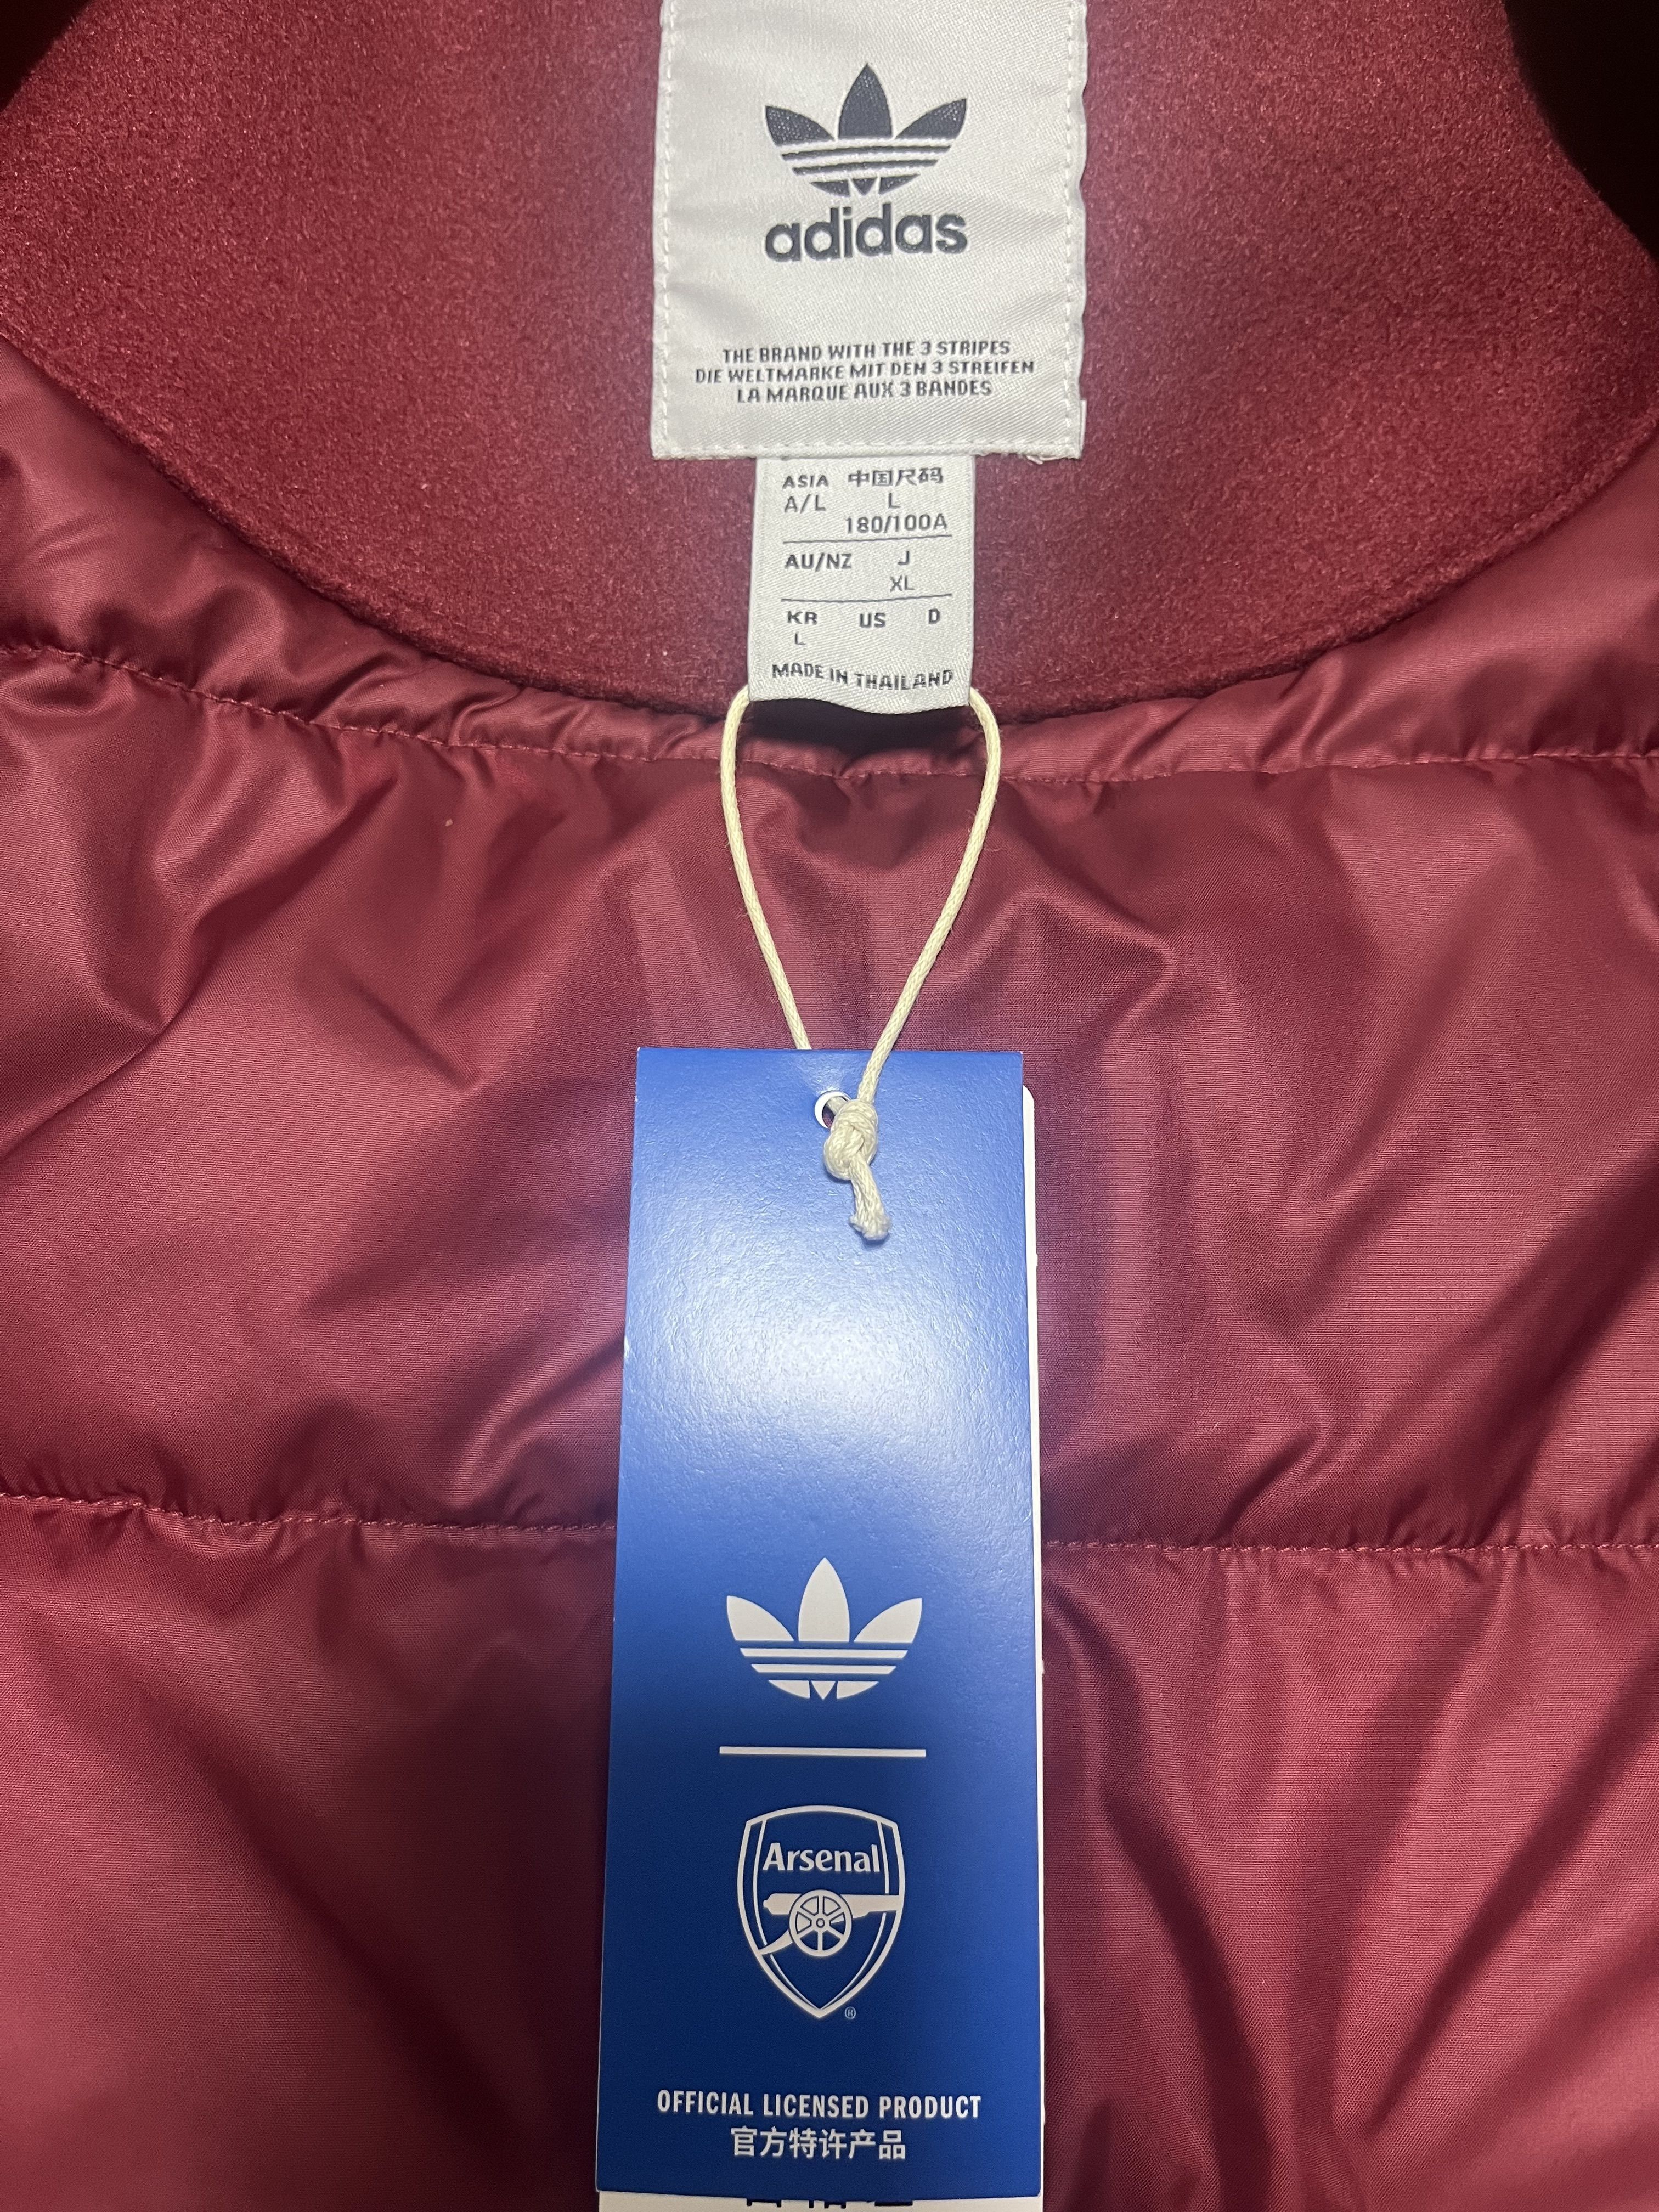 adidas
THE BRAND WITH THE 3 STRIPES
DIE WELTMARKE MIT DEN 3 STREIFEN
LA MARQUE AUX 3 BANDES
ASIA 中国尺码
A/L L
180/100A
AU/NZ J
XL
KR US D
L
MADE IN THAILAND
Arsenal
®
OFFICIAL LICENSED PRODUCT
官方特许产品